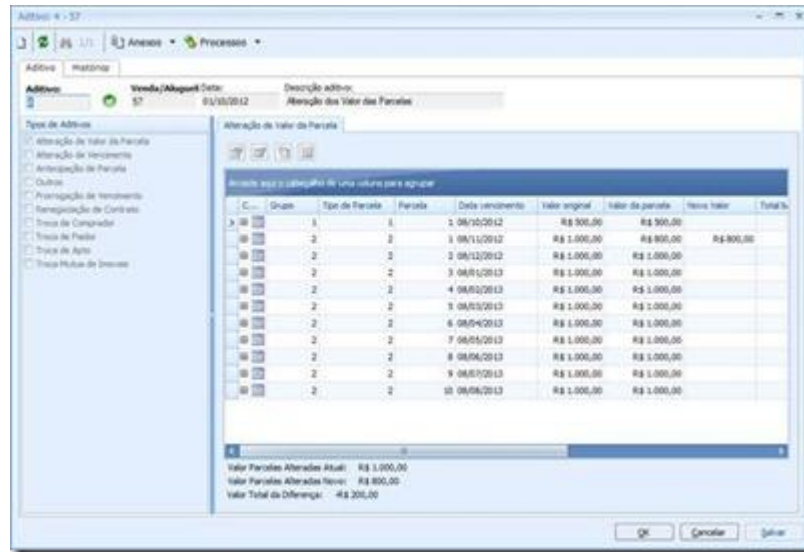 Aditivo: 4 - 57
1/1 Anexos Processos
Aditivo Histórico
Aditivo: Venda/Aluguel Data: Descrição aditivo:
57 01/10/2012 Alteração dos Valor das Parcelas
Tipos de Aditivos
Alteração de Valor da Parcela
Alteração de Vencimento
Antecipação de Parcela
Outros
Prorrogação de Vencimento
Renegociação de Contrato
Troca de Comprador
Troca de Fiador
Troca de Apto
Troca Mutua de Imoveis
Alteração de Valor da Parcela
Arraste aqui o cabeçalho de uma coluna para agrupar
C... Grupo Tipo de Parcela Parcela Data vencimento Valor original Valor da parcela Novo Valor Total
1 1 1 08/10/2012 R$ 500,00 R$ 500,00
2 2 1 08/11/2012 R$ 1.000,00 R$ 800,00 R$ 800,00
2 2 2 08/12/2012 R$ 1.000,00 R$ 1.000,00
2 2 3 08/01/2013 R$ 1.000,00 R$ 1.000,00
2 2 4 08/02/2013 R$ 1.000,00 R$ 1.000,00
2 2 5 08/03/2013 R$ 1.000,00 R$ 1.000,00
2 2 6 08/04/2013 R$ 1.000,00 R$ 1.000,00
2 2 7 08/05/2013 R$ 1.000,00 R$ 1.000,00
2 2 8 08/06/2013 R$ 1.000,00 R$ 1.000,00
2 2 9 08/07/2013 R$ 1.000,00 R$ 1.000,00
2 2 10 08/08/2013 R$ 1.000,00 R$ 1.000,00
Valor Parcelas Alteradas Atual: R$ 1.000,00
Valor Parcelas Alteradas Novo: R$ 800,00
Valor Total da Diferença: -R$ 200,00
OK Cancelar Salvar